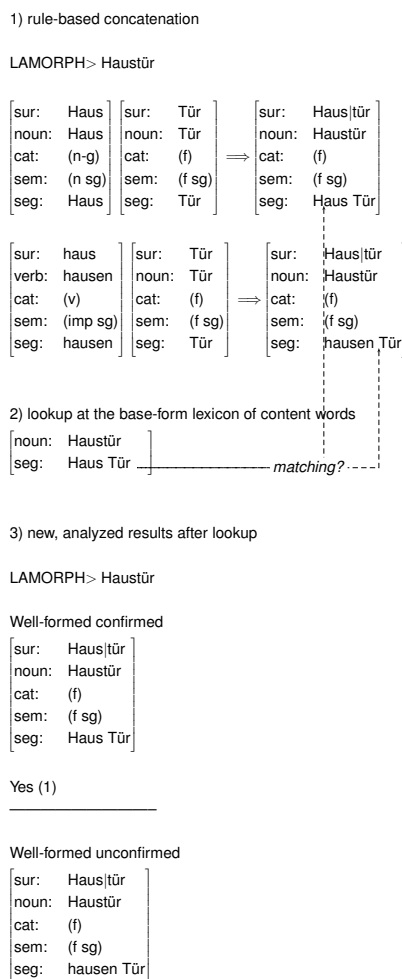 1) rule-based concatenation
LAMORPH> Haustür
sur: Haus sur: Tür sur: Haus|tür
noun: Haus noun: Tür noun: Haustür
cat: (n-g) cat: (f) ⟹ cat: (f)
sem: (n sg) sem: (f sg) sem: (f sg)
seg: Haus seg: Tür seg: Haus Tür
sur: haus sur: Tür sur: Haus|tür
verb: hausen noun: Tür noun: Haustür
cat: (v) cat: (f) ⟹ cat: (f)
sem: (imp sg) sem: (f sg) sem: (f sg)
seg: hausen seg: Tür seg: hausen Tür
2) lookup at the base-form lexicon of content words
noun: Haustür
seg: Haus Tür matching?
3) new, analyzed results after lookup
LAMORPH> Haustür
Well-formed confirmed
sur: Haus|tür
noun: Haustür
cat: (f)
sem: (f sg)
seg: Haus Tür
Yes (1)
Well-formed unconfirmed
sur: Haus|tür
noun: Haustür
cat: (f)
sem: (f sg)
seg: hausen Tür